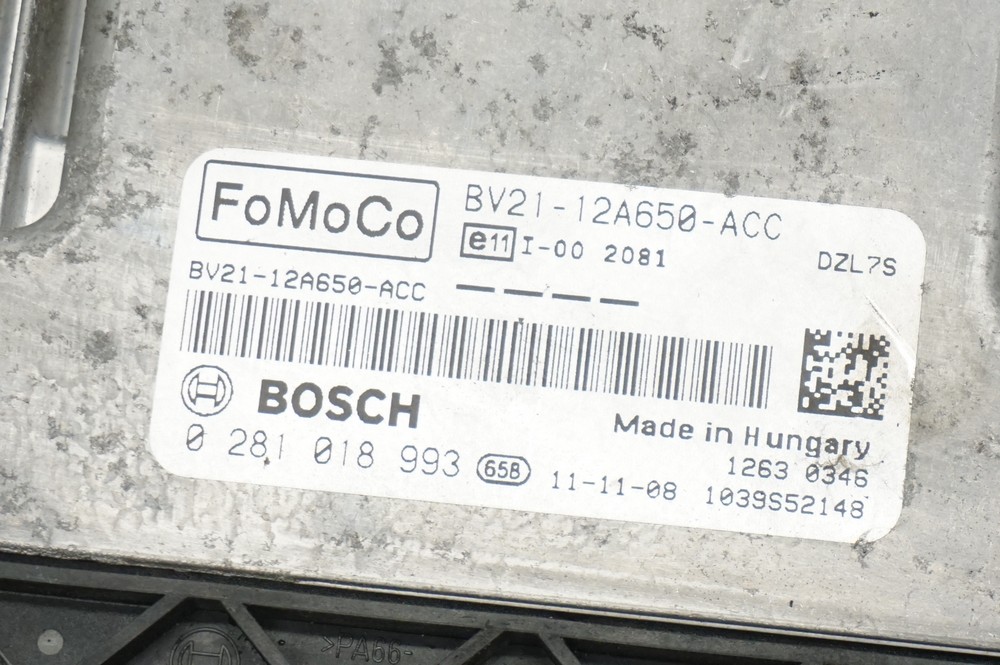 FoMoCo
BV21-12A650-ACC
e11 I-00 2081
DZL7S
BV21-12A650-ACC
BOSCH
0 281 018 993 65B 11-11-08
Made in Hungary
1263 0346
1039S52148
>PA66-